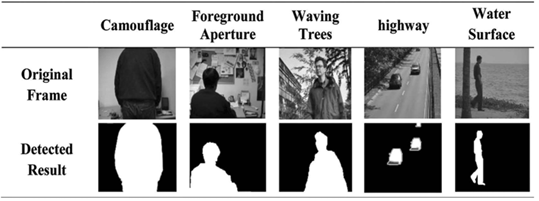 Camouflage
Foreground
Aperture
Waving
Trees
highway
Water
Surface
Original
Frame
Detected
Result